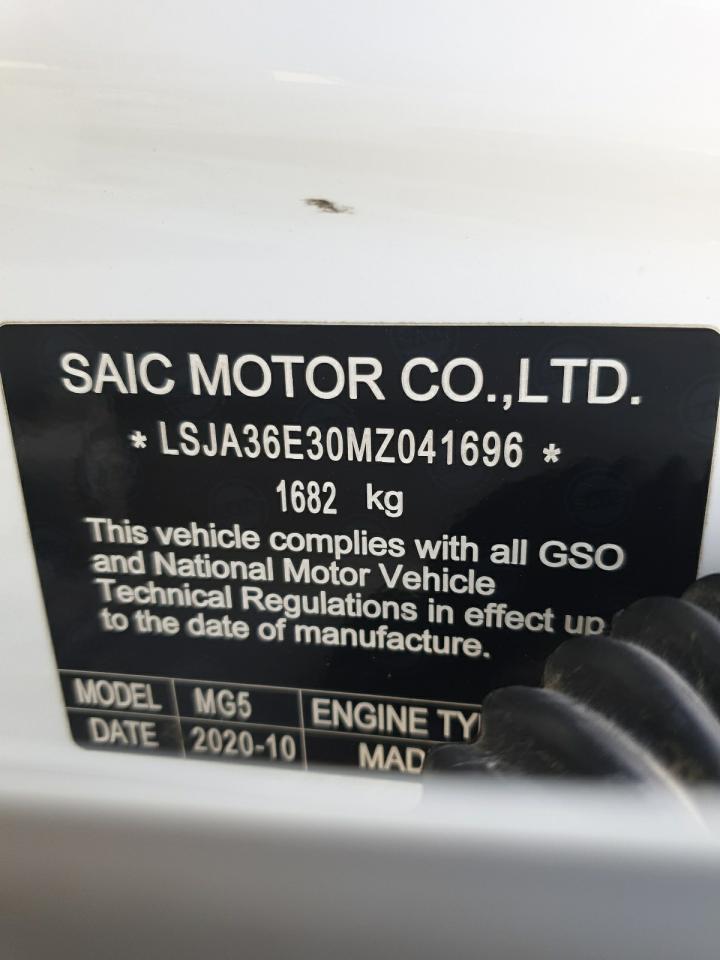 SAIC MOTOR CO.,LTD.
* LSJA36E30MZ041696 *
1682 kg
This vehicle complies with all GSO
and National Motor Vehicle
Technical Regulations in effect up
to the date of manufacture.
MODEL MG5 ENGINE
DATE 2020-10